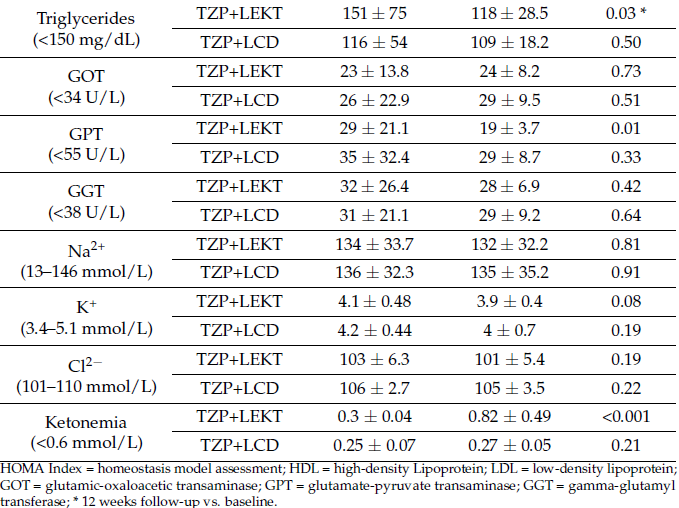 Triglycerides TZP+LEKT 151 ± 75 118 ± 28.5 0.03 *
(<150 mg/dL) TZP+LCD 116 ± 54 109 ± 18.2 0.50
GOT TZP+LEKT 23 ± 13.8 24 ± 8.2 0.73
(<34 U/L) TZP+LCD 26 ± 22.9 29 ± 9.5 0.51
GPT TZP+LEKT 29 ± 21.1 19 ± 3.7 0.01
(<55 U/L) TZP+LCD 35 ± 32.4 29 ± 8.7 0.33
GGT TZP+LEKT 32 ± 26.4 28 ± 6.9 0.42
(<38 U/L) TZP+LCD 31 ± 21.1 29 ± 9.2 0.64
Na²⁺ TZP+LEKT 134 ± 33.7 132 ± 32.2 0.81
(13–146 mmol/L) TZP+LCD 136 ± 32.3 135 ± 35.2 0.91
K⁺ TZP+LEKT 4.1 ± 0.48 3.9 ± 0.4 0.08
(3.4–5.1 mmol/L) TZP+LCD 4.2 ± 0.44 4 ± 0.7 0.19
Cl²⁻ TZP+LEKT 103 ± 6.3 101 ± 5.4 0.19
(101–110 mmol/L) TZP+LCD 106 ± 2.7 105 ± 3.5 0.22
Ketonemia TZP+LEKT 0.3 ± 0.04 0.82 ± 0.49 <0.001
(<0.6 mmol/L) TZP+LCD 0.25 ± 0.07 0.27 ± 0.05 0.21
HOMA Index = homeostasis model assessment; HDL = high-density Lipoprotein; LDL = low-density lipoprotein;
GOT = glutamic-oxaloacetic transaminase; GPT = glutamate-pyruvate transaminase; GGT = gamma-glutamyl
transferase; * 12 weeks follow-up vs. baseline.